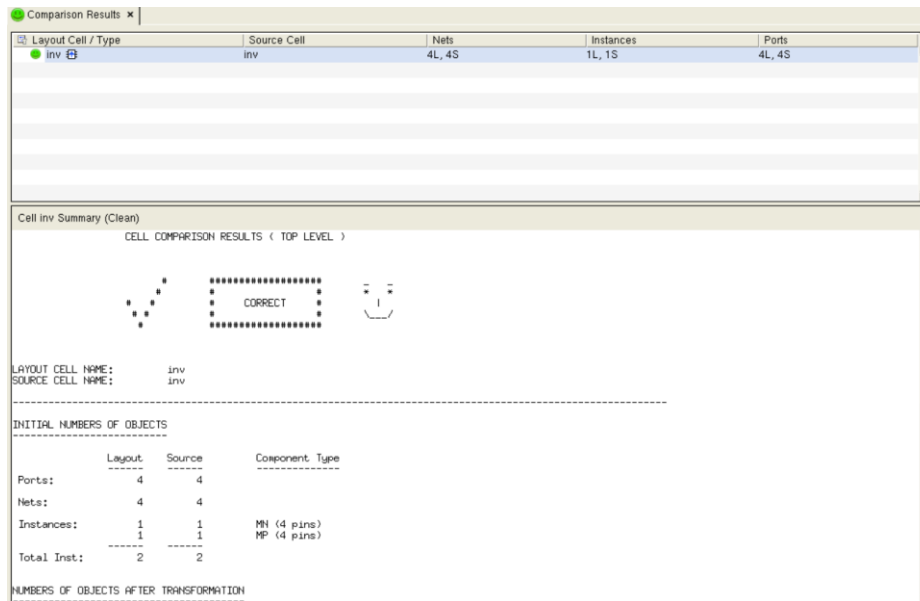 Comparison Results ×
Layout Cell / Type Source Cell Nets Instances Ports
inv inv 4L, 4S 1L, 1S 4L, 4S
Cell inv Summary (Clean)
CELL COMPARISON RESULTS ( TOP LEVEL )
# ################### _ _
# # # * *
# # # CORRECT # |
# # # # \___/
# ###################
LAYOUT CELL NAME: inv
SOURCE CELL NAME: inv
--------------------------------------------------------------------------------------------------------------
INITIAL NUMBERS OF OBJECTS
--------------------------
Layout Source Component Type
------ ------ --------------
Ports: 4 4
Nets: 4 4
Instances: 1 1 MN (4 pins)
1 1 MP (4 pins)
------ ------
Total Inst: 2 2
NUMBERS OF OBJECTS AFTER TRANSFORMATION
---------------------------------------